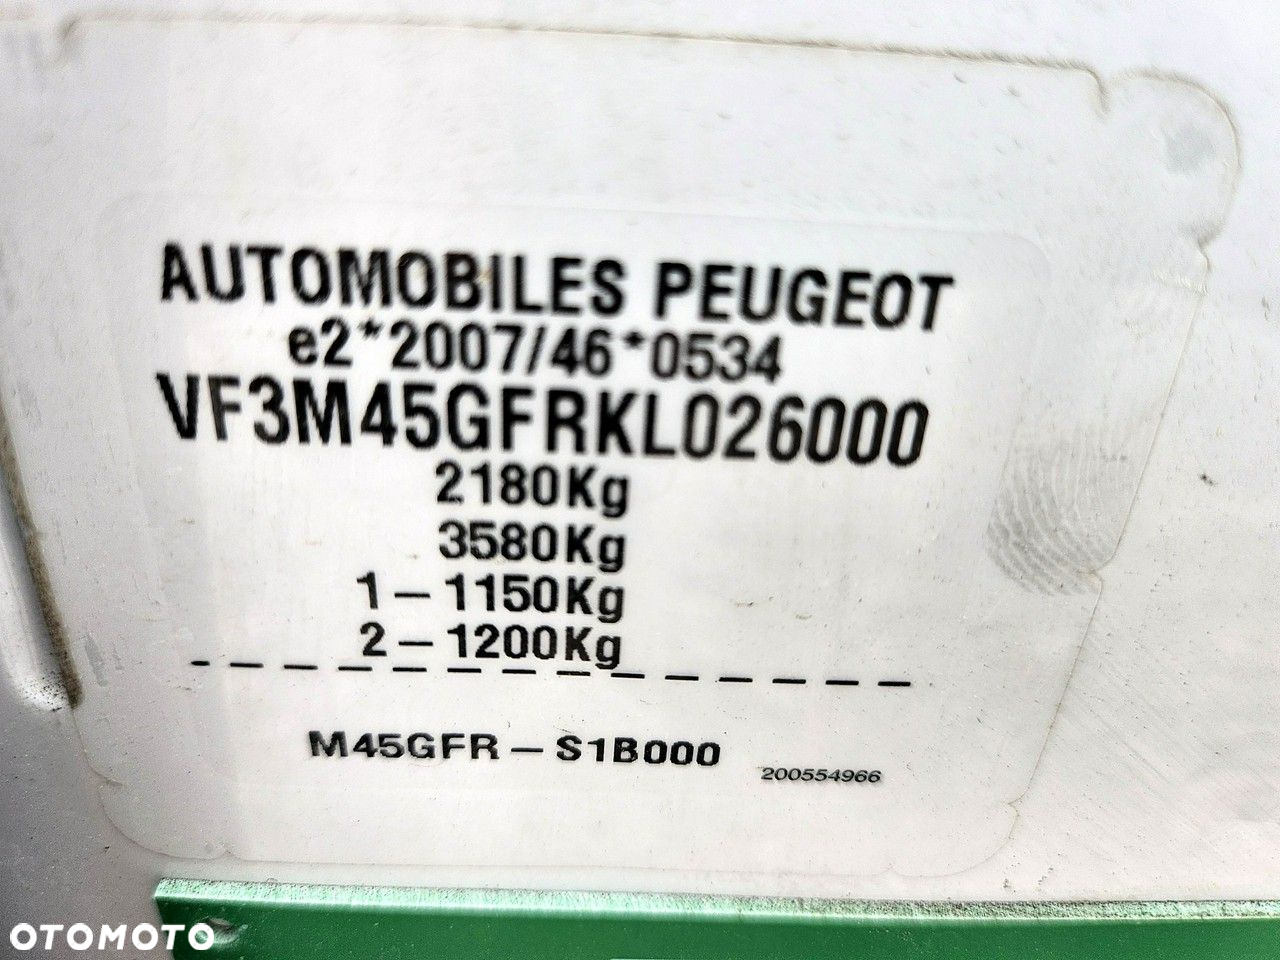 AUTOMOBILES PEUGEOT
e2*2007/46*0534
VF3M45GFRKL026000
2180Kg
3580Kg
1-1150Kg
2-1200Kg
M45GFR-S1B000
200554966
OTOMOTO